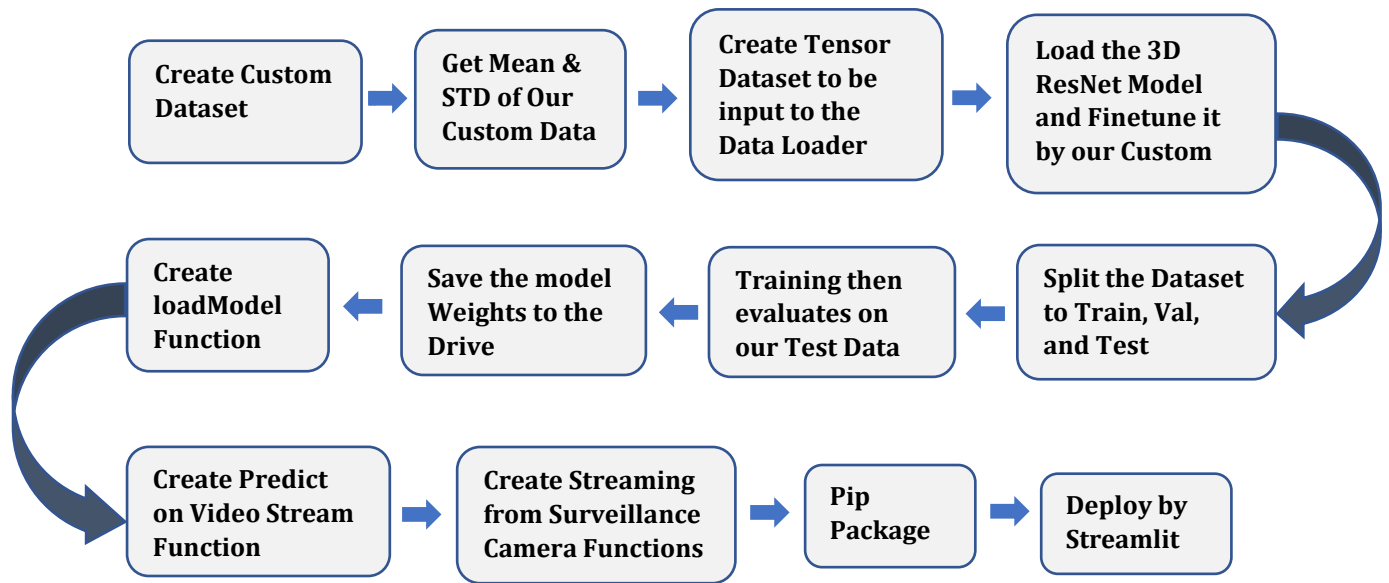 Create Custom
Dataset
Get Mean &
STD of Our
Custom Data
Create Tensor
Dataset to be
input to the
Data Loader
Load the 3D
ResNet Model
and Finetune it
by our Custom
Split the Dataset
to Train, Val,
and Test
Training then
evaluates on
our Test Data
Save the model
Weights to the
Drive
Create
loadModel
Function
Create Predict
on Video Stream
Function
Create Streaming
from Surveillance
Camera Functions
Pip
Package
Deploy by
Streamlit